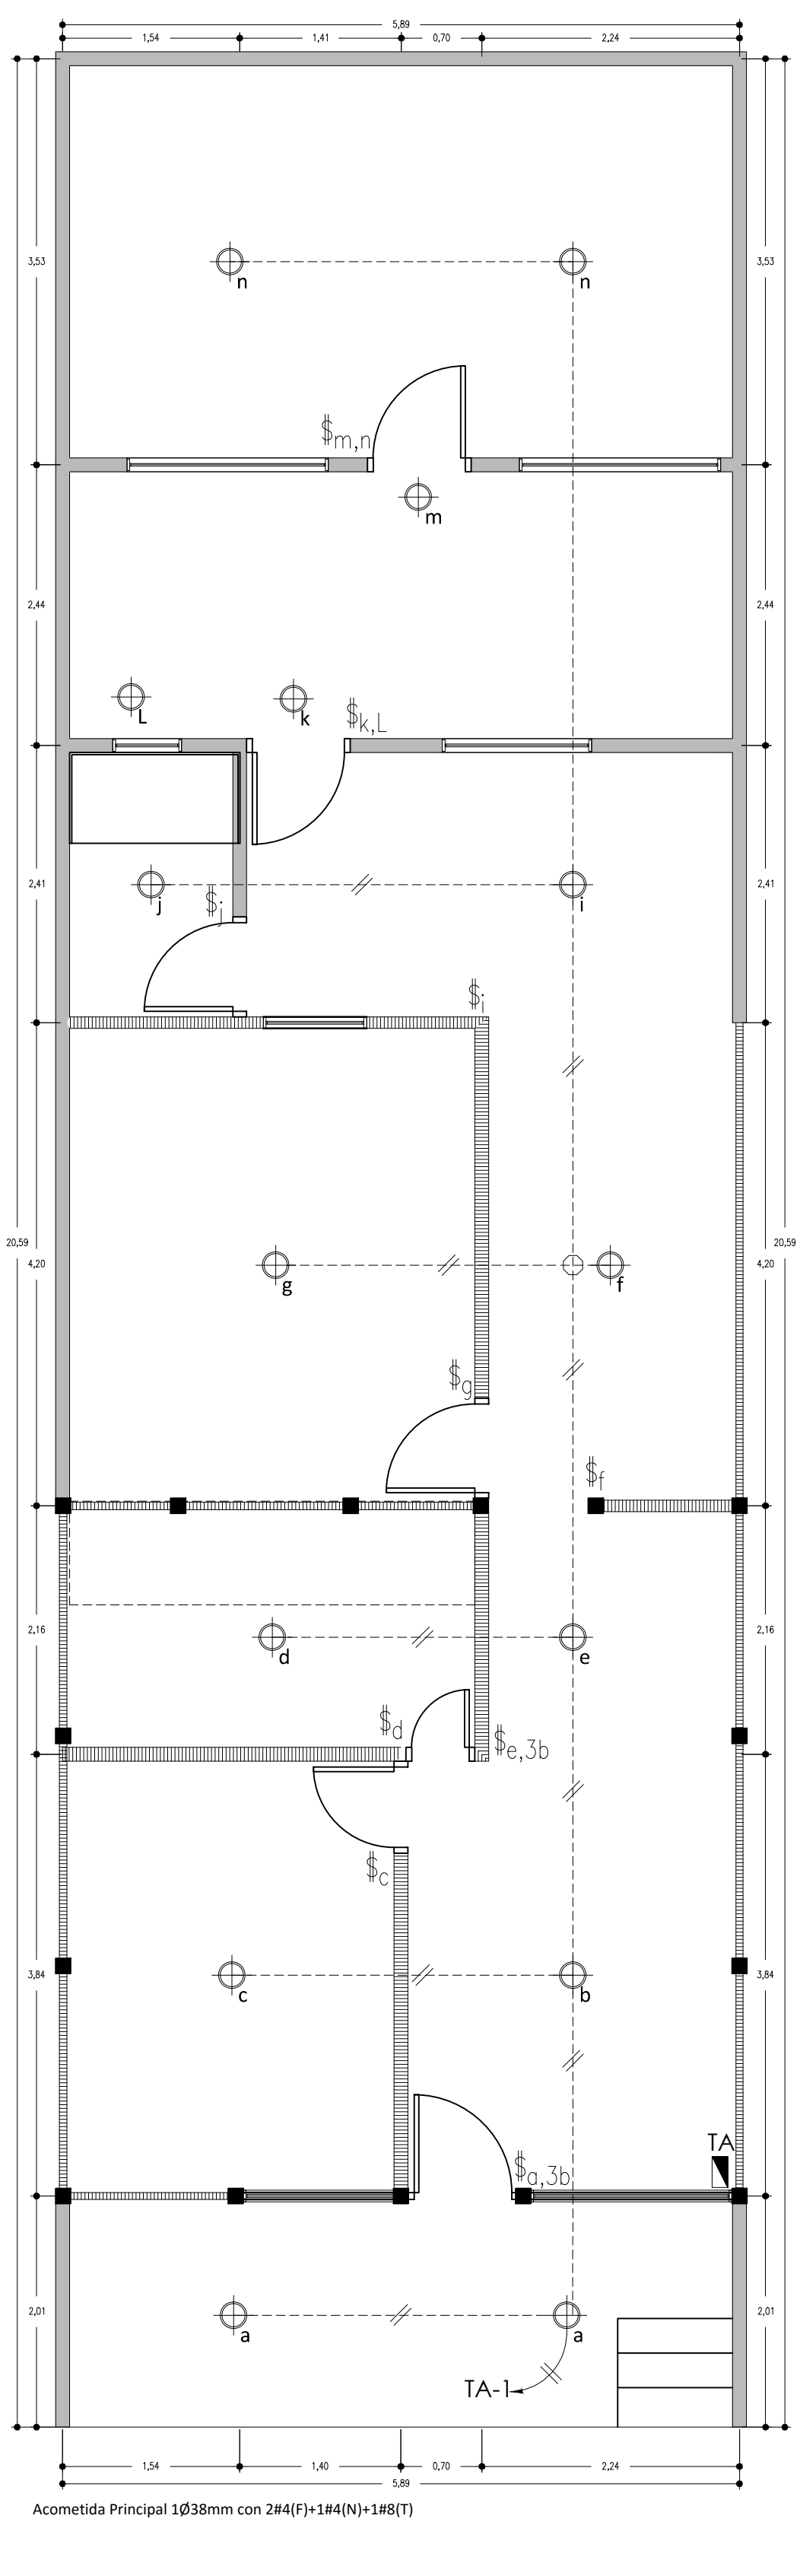 5,89
1,54 1,41 0,70 2,24
3,53 3,53
n n
$m,n
m
2,44 2,44
L k $k,L
2,41 2,41
j $j i
$i
20,59 4,20 4,20 20,59
g f
$g
$f
2,16 2,16
d e
$d $e,3b
$c
3,84 3,84
c b
TA
$a,3b
2,01 2,01
a a
TA-1
1,54 1,40 0,70 2,24
5,89
Acometida Principal 1Ø38mm con 2#4(F)+1#4(N)+1#8(T)